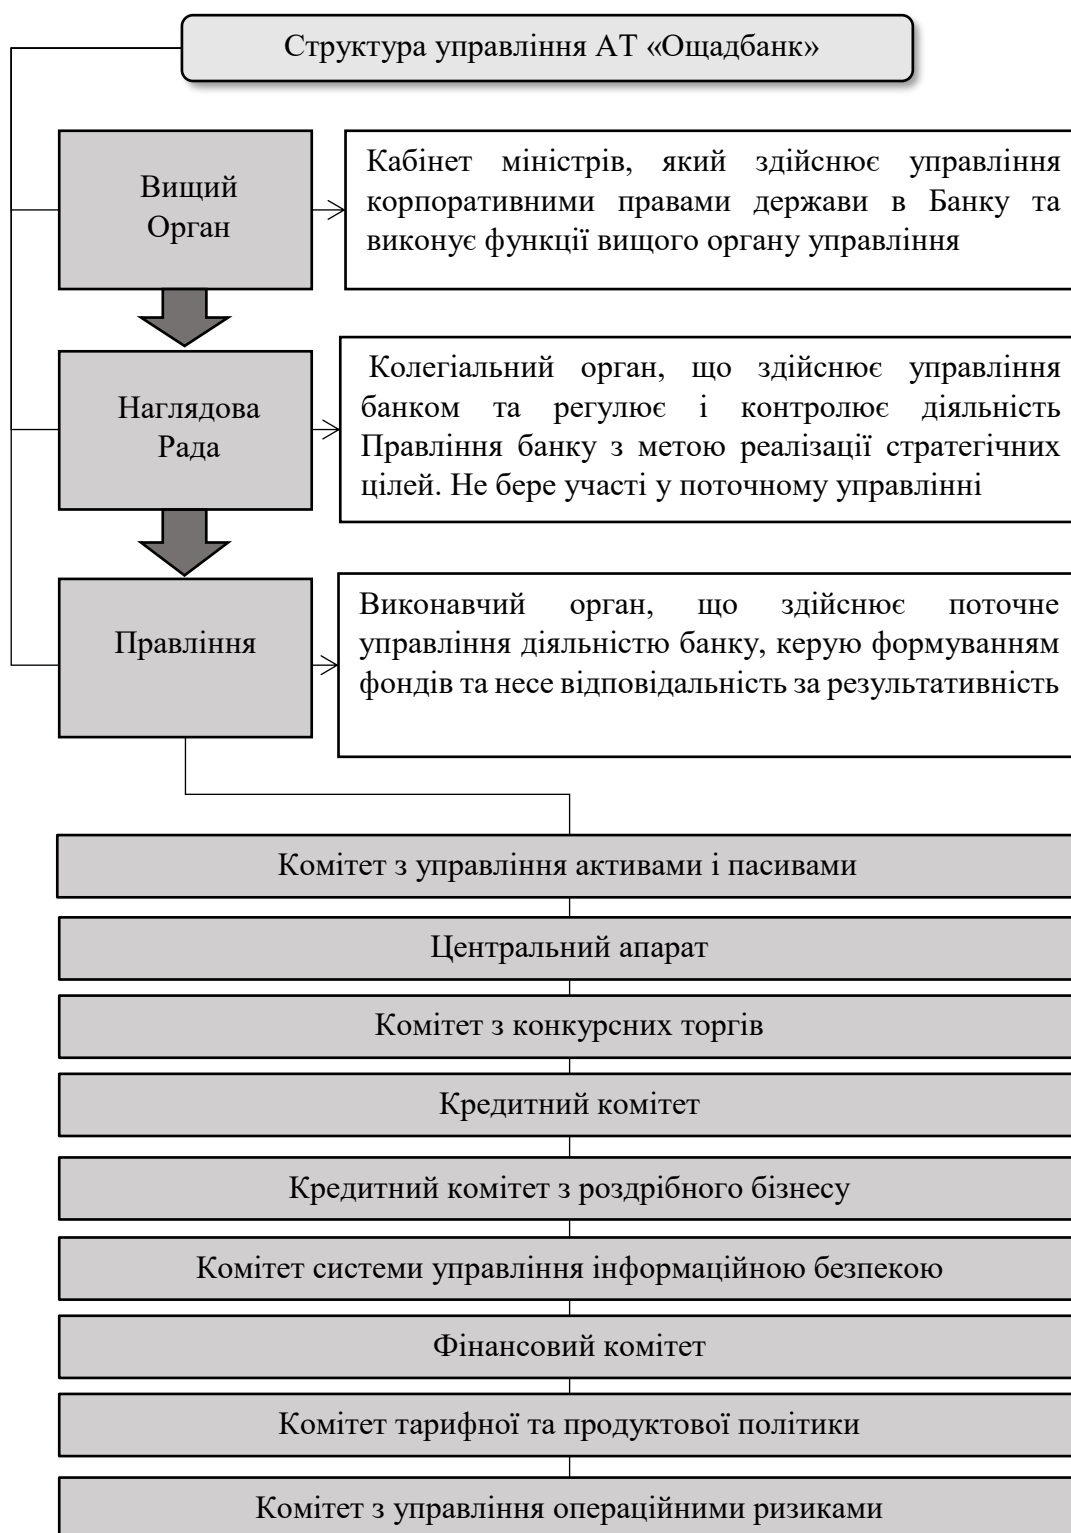 Структура управління АТ «Ощадбанк»
Вищий
Орган
Кабінет міністрів, який здійснює управління
корпоративними правами держави в Банку та
виконує функції вищого органу управління
Наглядова
Рада
Колегіальний орган, що здійснює управління
банком та регулює і контролює діяльність
Правління банку з метою реалізації стратегічних
цілей. Не бере участі у поточному управлінні
Правління
Виконавчий орган, що здійснює поточне
управління діяльністю банку, керую формуванням
фондів та несе відповідальність за результативність
Комітет з управління активами і пасивами
Центральний апарат
Комітет з конкурсних торгів
Кредитний комітет
Кредитний комітет з роздрібного бізнесу
Комітет системи управління інформаційною безпекою
Фінансовий комітет
Комітет тарифної та продуктової політики
Комітет з управління операційними ризиками